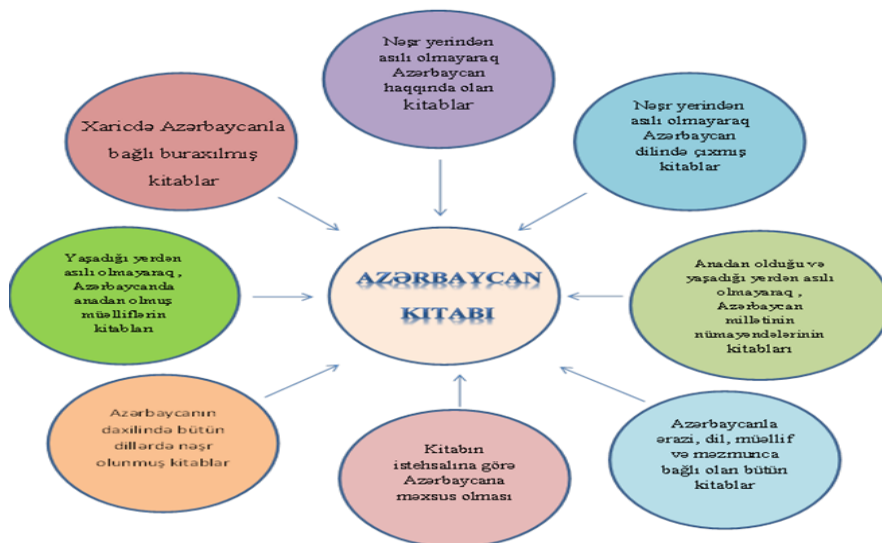 Nəşr yerindən
asılı olmayaraq
Azərbaycan
haqqında olan
kitablar
Xaricdə Azərbaycanla
bağlı buraxılmış
kitablar
Nəşr yerindən
asılı olmayaraq
Azərbaycan
dilində çıxmış
kitablar
Yaşadığı yerdən
asılı olmayaraq ,
Azərbaycanda
anadan olmuş
müəlliflərin
kitabları
AZƏRBAYCAN
KITABI
Anadan olduğu və
yaşadığı yerdən asılı
olmayaraq ,
Azərbaycan
millətinin
nümayəndələrinin
kitabları
Azərbaycanın
daxilində bütün
dillərdə nəşr
olunmuş kitablar
Kitabın
istehsalına görə
Azərbaycana
məxsus olması
Azərbaycanla
ərazi, dil, müəllif
və məzmunca
bağlı olan bütün
kitablar